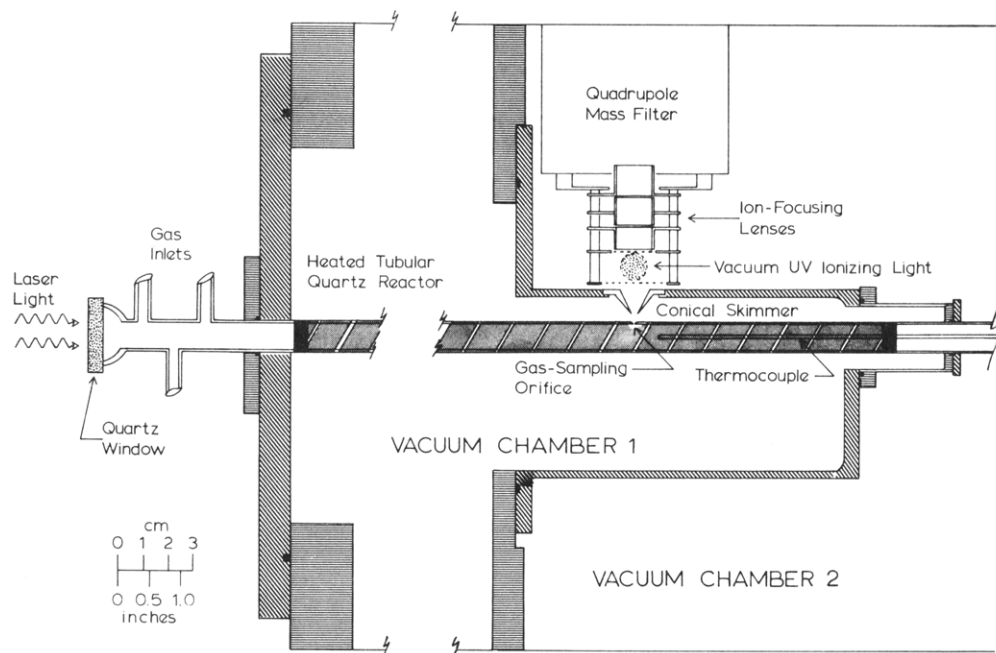 Quadrupole
Mass Filter
Ion-Focusing
Lenses
Gas
Inlets
Heated Tubular
Quartz Reactor
Vacuum UV Ionizing Light
Laser
Light
Conical Skimmer
Gas-Sampling
Orifice
Thermocouple
Quartz
Window
VACUUM CHAMBER 1
cm
0 1 2 3
0 0.5 1.0
inches
VACUUM CHAMBER 2